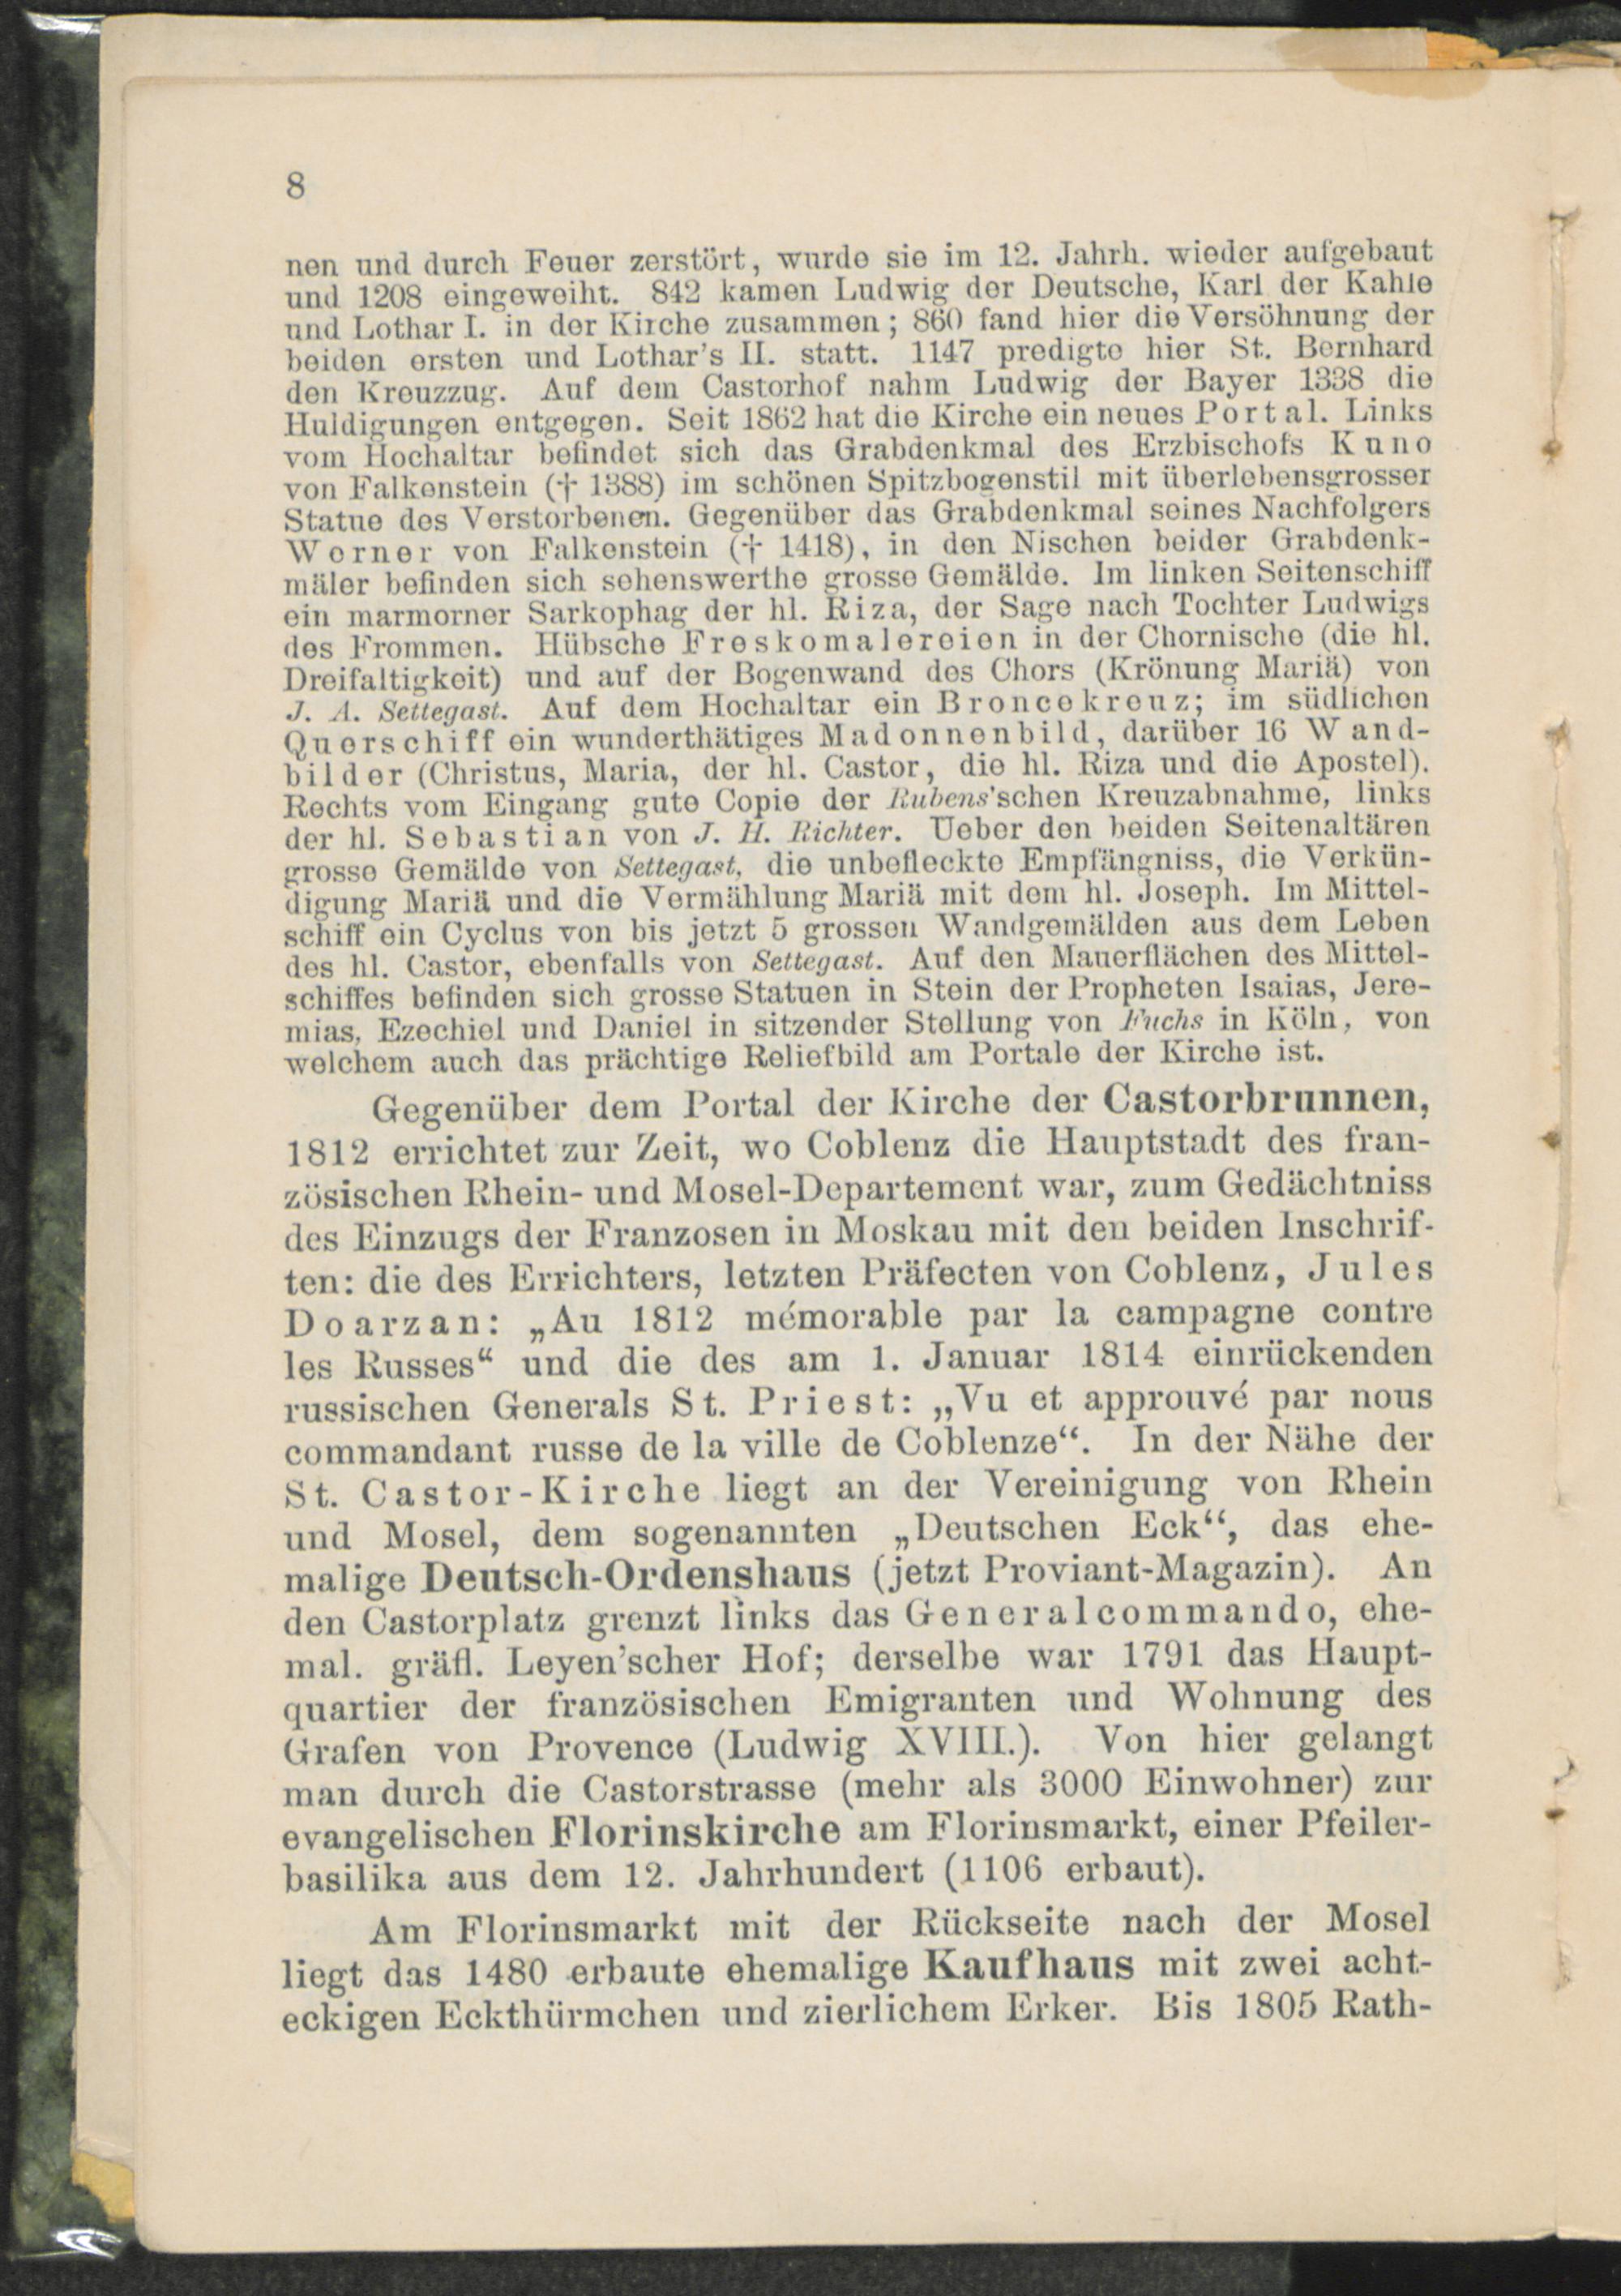 8
nen und durch Feuer zerstört, wurde sie im 12. Jahrh. wieder aufgebaut
und 1208 eingeweiht. 842 kamen Ludwig der Deutsche, Karl der Kahle
und Lothar I. in der Kirche zusammen; 860 fand hier die Versöhnung der
beiden ersten und Lothar's II. statt. 1147 predigte hier St. Bernhard
den Kreuzzug. Auf dem Castorhof nahm Ludwig der Bayer 1338 die
Huldigungen entgegen. Seit 1862 hat die Kirche ein neues Portal. Links
vom Hochaltar befindet sich das Grabdenkmal des Erzbischofs Kuno
von Falkenstein († 1388) im schönen Spitzbogenstil mit überlebensgrosser
Statue des Verstorbenen. Gegenüber das Grabdenkmal seines Nachfolgers
Werner von Falkenstein († 1418), in den Nischen beider Grabdenk-
mäler befinden sich sehenswerthe grosse Gemälde. Im linken Seitenschiff
ein marmorner Sarkophag der hl. Riza, der Sage nach Tochter Ludwigs
des Frommen. Hübsche Freskomalereien in der Chornische (die hl.
Dreifaltigkeit) und auf der Bogenwand des Chors (Krönung Mariä) von
J. A. Settegast. Auf dem Hochaltar ein Broncekreuz; im südlichen
Querschiff ein wunderthätiges Madonnenbild, darüber 16 Wand-
bilder (Christus, Maria, der hl. Castor, die hl. Riza und die Apostel).
Rechts vom Eingang gute Copie der Rubens'schen Kreuzabnahme, links
der hl. Sebastian von J. H. Richter. Ueber den beiden Seitenaltären
grosse Gemälde von Settegast, die unbefleckte Empfängniss, die Verkün-
digung Mariä und die Vermählung Mariä mit dem hl. Joseph. Im Mittel-
schiff ein Cyclus von bis jetzt 5 grossen Wandgemälden aus dem Leben
des hl. Castor, ebenfalls von Settegast. Auf den Mauerflächen des Mittel-
schiffes befinden sich grosse Statuen in Stein der Propheten Isaias, Jere-
mias, Ezechiel und Daniel in sitzender Stellung von Fuchs in Köln, von
welchem auch das prächtige Reliefbild am Portale der Kirche ist.
Gegenüber dem Portal der Kirche der Castorbrunnen,
1812 errichtet zur Zeit, wo Coblenz die Hauptstadt des fran-
zösischen Rhein- und Mosel-Departement war, zum Gedächtniss
des Einzugs der Franzosen in Moskau mit den beiden Inschrif-
ten: die des Errichters, letzten Präfecten von Coblenz, Jules
Doarzan: „Au 1812 mémorable par la campagne contre
les Russes“ und die des am 1. Januar 1814 einrückenden
russischen Generals St. Priest: „Vu et approuvé par nous
commandant russe de la ville de Coblenze“. In der Nähe der
St. Castor-Kirche liegt an der Vereinigung von Rhein
und Mosel, dem sogenannten „Deutschen Eck“, das ehe-
malige Deutsch-Ordenshaus (jetzt Proviant-Magazin). An
den Castorplatz grenzt links das Generalcommando, ehe-
mal. gräfl. Leyen'scher Hof; derselbe war 1791 das Haupt-
quartier der französischen Emigranten und Wohnung des
Grafen von Provence (Ludwig XVIII.). Von hier gelangt
man durch die Castorstrasse (mehr als 3000 Einwohner) zur
evangelischen Florinskirche am Florinsmarkt, einer Pfeiler-
basilika aus dem 12. Jahrhundert (1106 erbaut).
Am Florinsmarkt mit der Rückseite nach der Mosel
liegt das 1480 erbaute ehemalige Kaufhaus mit zwei acht-
eckigen Eckthürmchen und zierlichem Erker. Bis 1805 Rath-